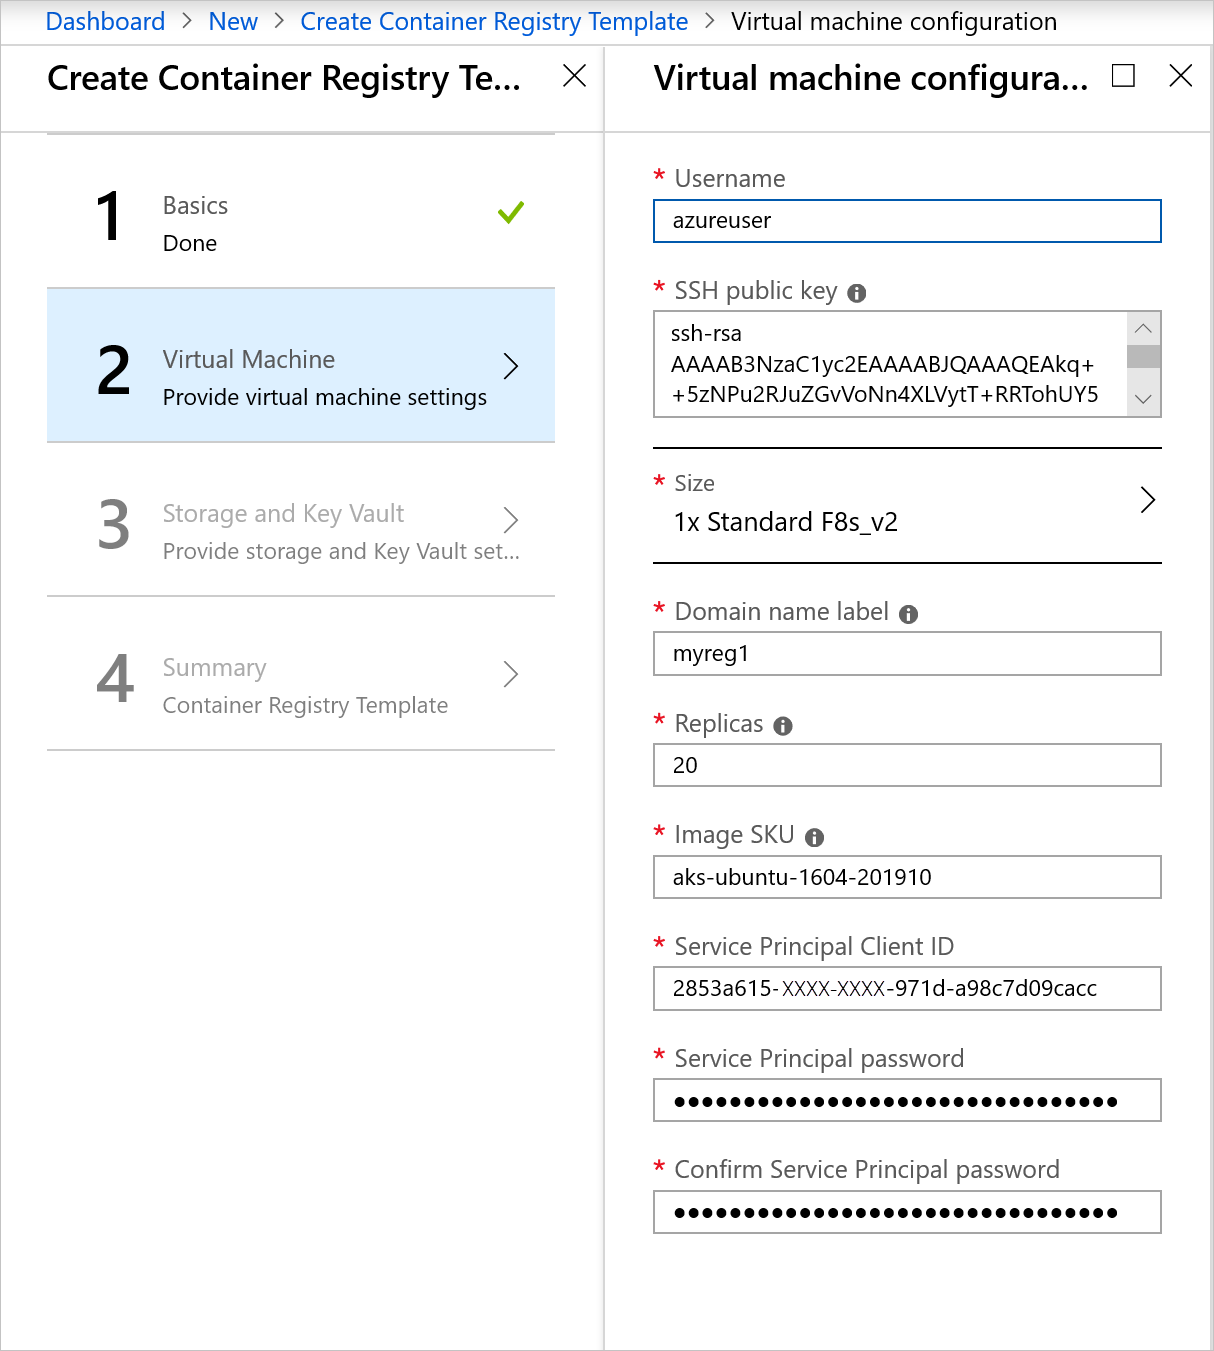 Dashboard > New > Create Container Registry Template > Virtual machine configuration
Create Container Registry Te...
1
Basics
Done
2
Virtual Machine
Provide virtual machine settings
3
Storage and Key Vault
Provide storage and Key Vault set...
4
Summary
Container Registry Template
Virtual machine configura...
* Username
azureuser
* SSH public key
ssh-rsa
AAAAB3NzaC1yc2EAAAABJQAAAQEAkq+
+5zNPu2RJuZGvVoNn4XLVytT+RRTohUY5
* Size
1x Standard F8s_v2
* Domain name label
myreg1
* Replicas
20
* Image SKU
aks-ubuntu-1604-201910
* Service Principal Client ID
2853a615-XXXX-XXXX-971d-a98c7d09cacc
* Service Principal password
••••••••••••••••••••••••••••••••
* Confirm Service Principal password
••••••••••••••••••••••••••••••••